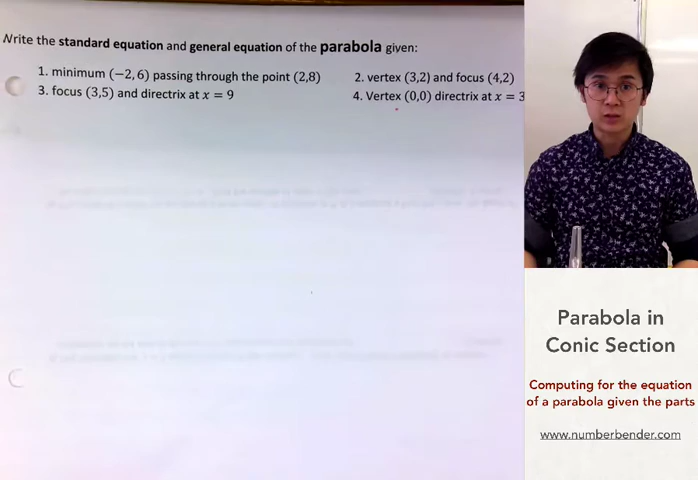 Write the standard equation and general equation of the parabola given:
1. minimum (−2, 6) passing through the point (2,8)
2. vertex (3,2) and focus (4,2)
3. focus (3,5) and directrix at x = 9
4. Vertex (0,0) directrix at x = 3
Parabola in
Conic Section
Computing for the equation
of a parabola given the parts
www.numberbender.com